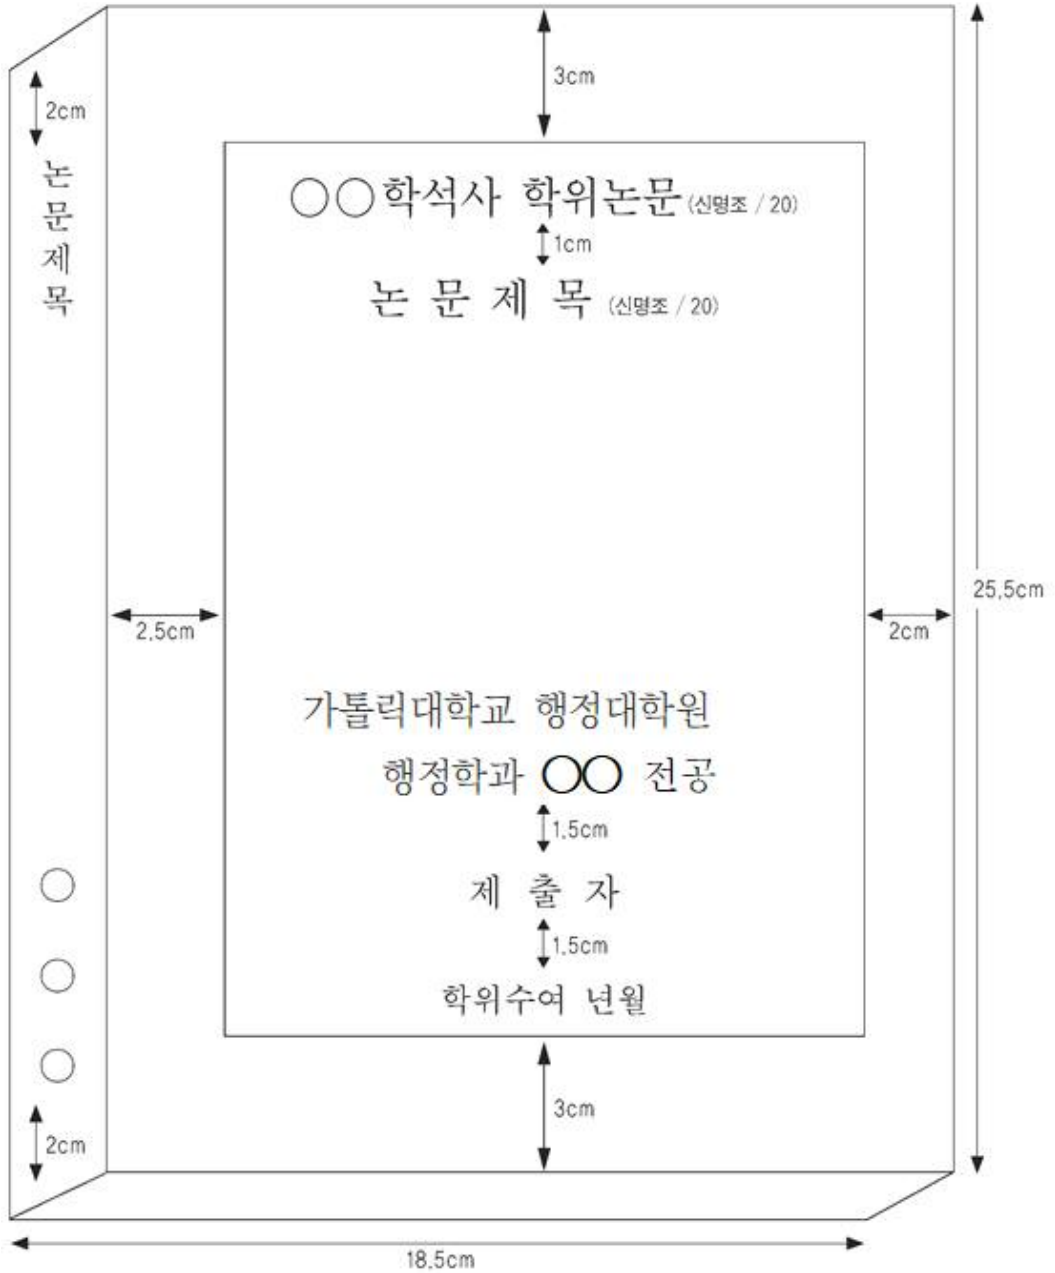 3cm
2cm
논문제목
○○학석사 학위논문(신명조 / 20)
1cm
논 문 제 목 (신명조 / 20)
25,5cm
2,5cm
2cm
가톨릭대학교 행정대학원
행정학과 ○○ 전공
1,5cm
제 출 자
1,5cm
학위수여 년월
○
○
○
3cm
2cm
18,5cm